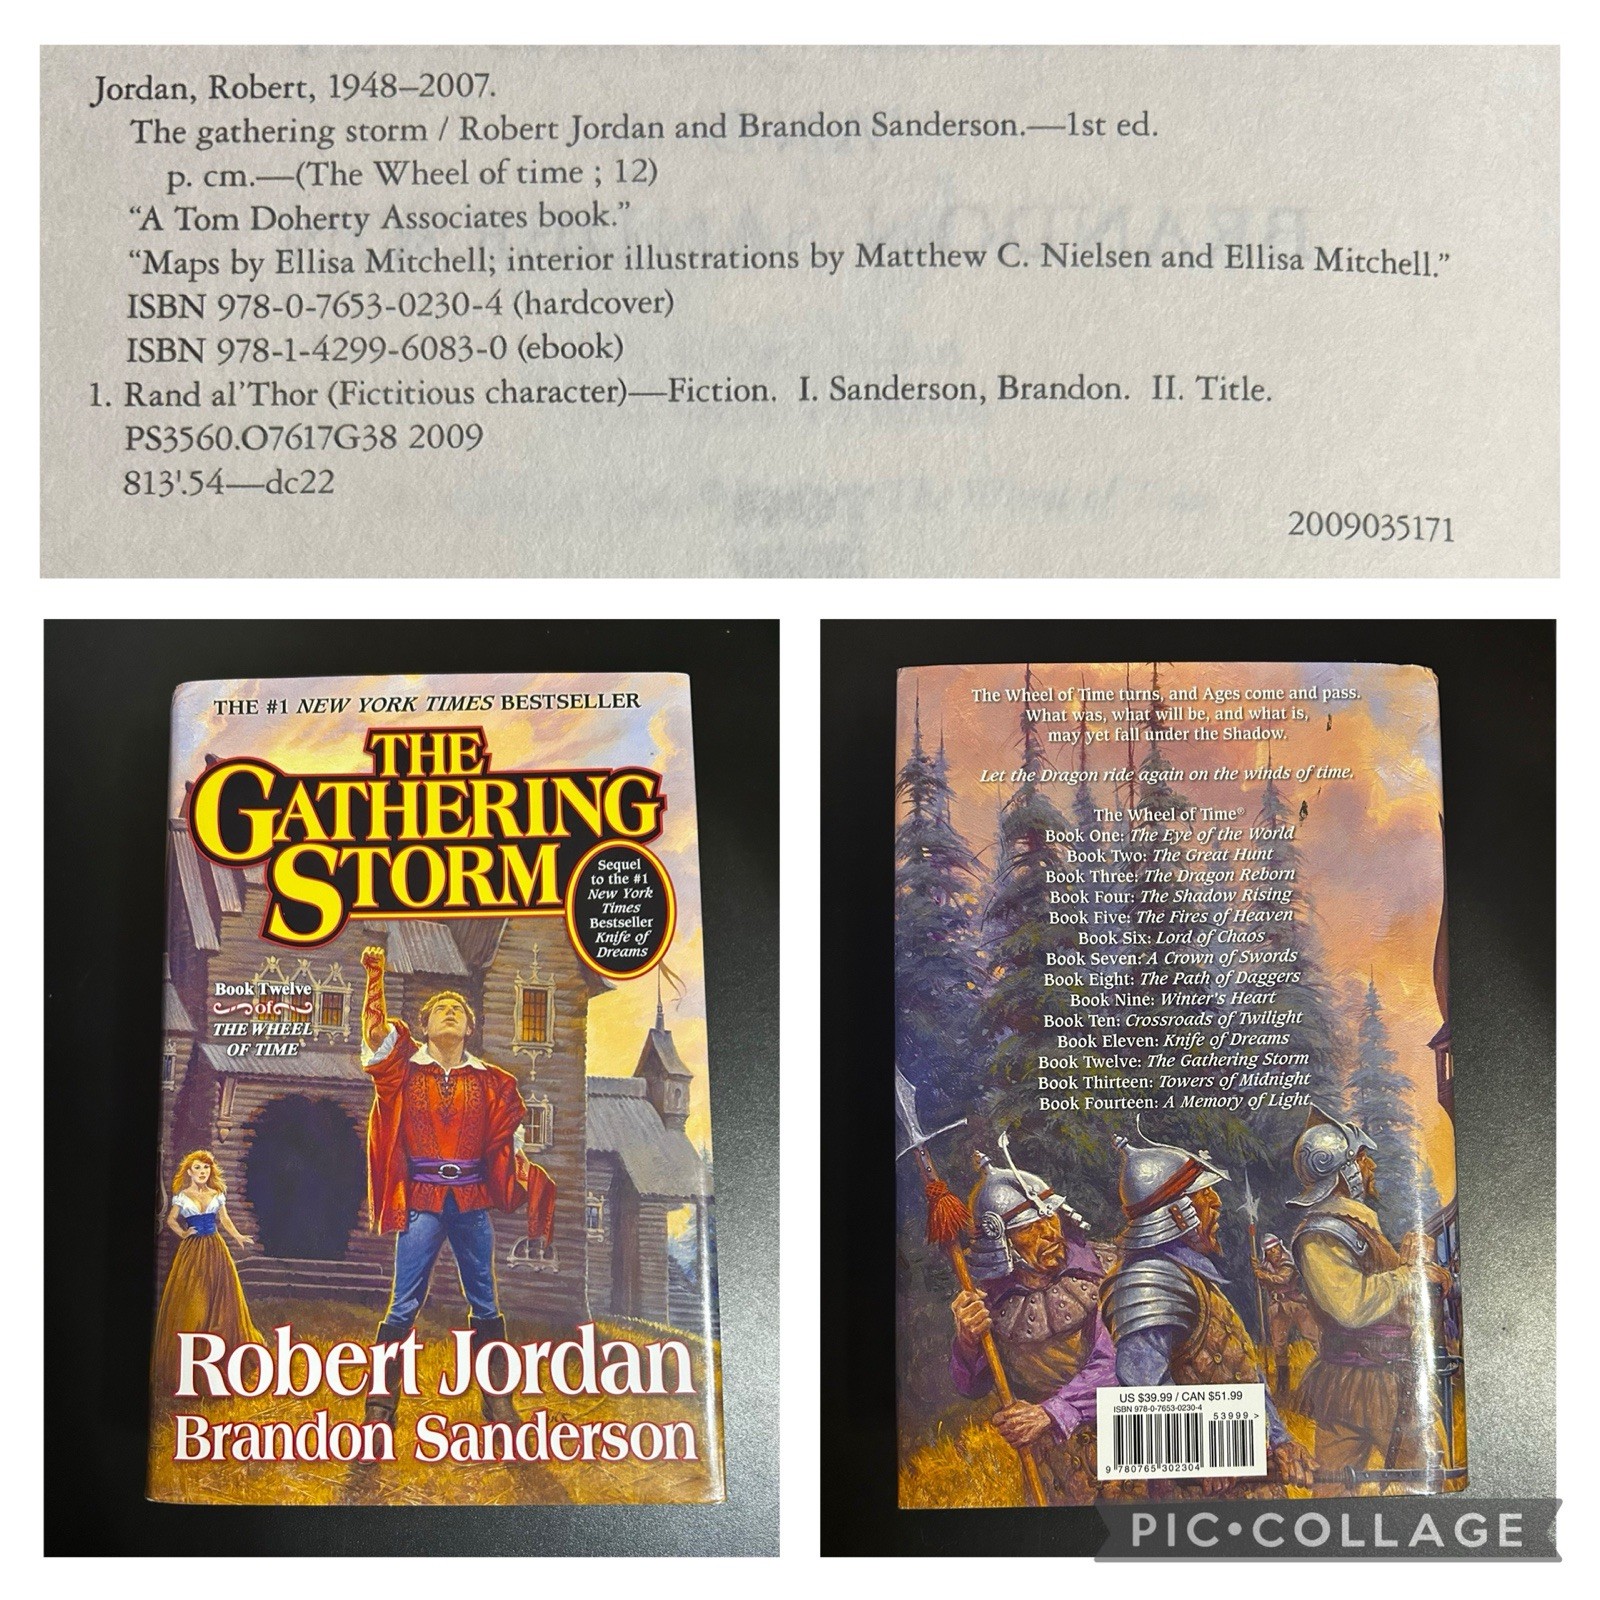 Jordan, Robert, 1948–2007.
The gathering storm / Robert Jordan and Brandon Sanderson.—1st ed.
p. cm.—(The Wheel of time ; 12)
"A Tom Doherty Associates book."
"Maps by Ellisa Mitchell; interior illustrations by Matthew C. Nielsen and Ellisa Mitchell."
ISBN 978-0-7653-0230-4 (hardcover)
ISBN 978-1-4299-6083-0 (ebook)
1. Rand al'Thor (Fictitious character)—Fiction. I. Sanderson, Brandon. II. Title.
PS3560.O7617G38 2009
813'.54—dc22
2009035171
THE #1 NEW YORK TIMES BESTSELLER
THE
GATHERING
STORM
Sequel
to the #1
New York
Times
Bestseller
Knife of
Dreams
Book Twelve
of
THE WHEEL
OF TIME
Robert Jordan
Brandon Sanderson
The Wheel of Time turns, and Ages come and pass.
What was, what will be, and what is,
may yet fall under the Shadow.
Let the Dragon ride again on the winds of time.
The Wheel of Time®
Book One: The Eye of the World
Book Two: The Great Hunt
Book Three: The Dragon Reborn
Book Four: The Shadow Rising
Book Five: The Fires of Heaven
Book Six: Lord of Chaos
Book Seven: A Crown of Swords
Book Eight: The Path of Daggers
Book Nine: Winter's Heart
Book Ten: Crossroads of Twilight
Book Eleven: Knife of Dreams
Book Twelve: The Gathering Storm
Book Thirteen: Towers of Midnight
Book Fourteen: A Memory of Light
US $39.99 / CAN $51.99
ISBN 978-0-7653-0230-4
53999 >
9 780765 302304
PIC•COLLAGE